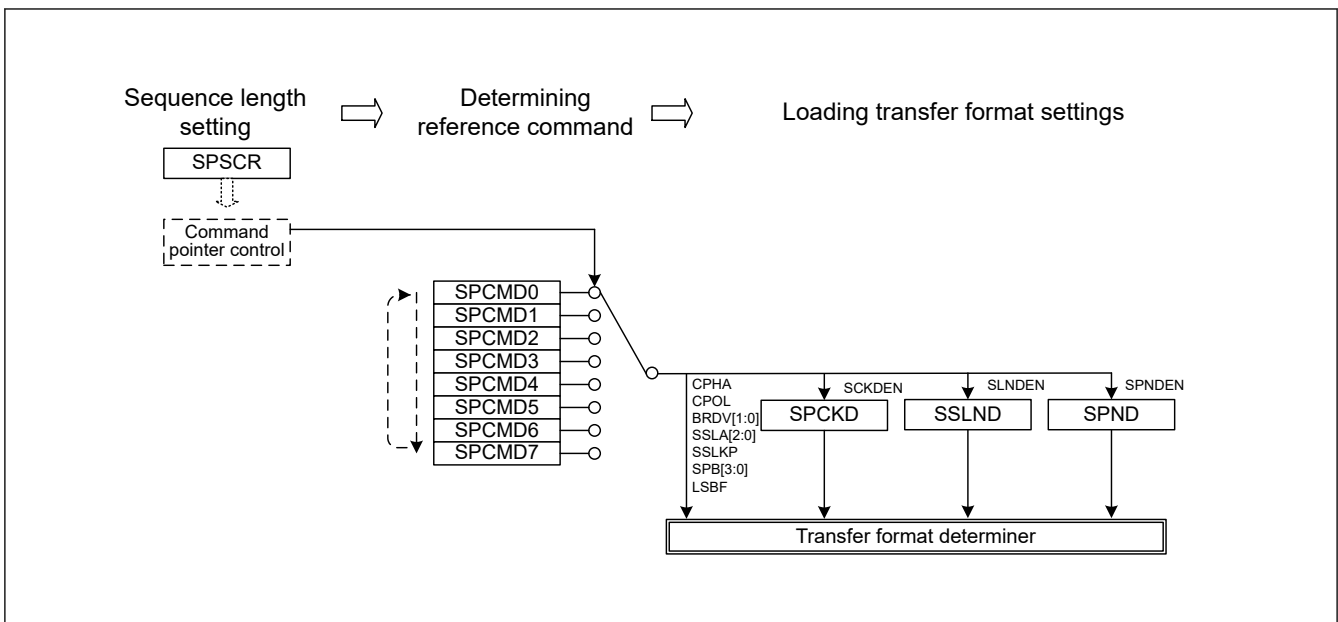 Sequence length
setting
Determining
reference command
Loading transfer format settings
SPSCR
Command
pointer control
SPCMD0
SPCMD1
SPCMD2
SPCMD3
SPCMD4
SPCMD5
SPCMD6
SPCMD7
CPHA
CPOL
BRDV[1:0]
SSLA[2:0]
SSLKP
SPB[3:0]
LSBF
SCKDEN
SPCKD
SLNDEN
SSLND
SPNDEN
SPND
Transfer format determiner